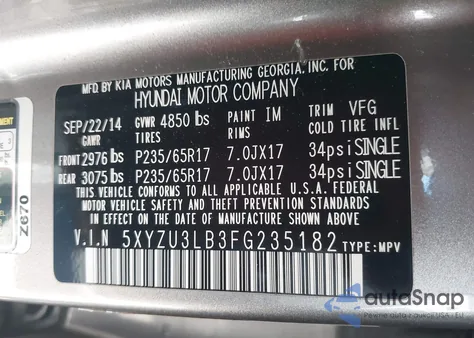 MFD. BY KIA MOTORS MANUFACTURING GEORGIA, INC. FOR
HYUNDAI MOTOR COMPANY
SEP/22/14 GVWR 4850 lbs PAINT IM TRIM VFG
GAWR TIRES RIMS COLD TIRE INFL
FRONT 2976 lbs P235/65R17 7.0JX17 34psi SINGLE
REAR 3075 lbs P235/65R17 7.0JX17 34psi SINGLE
THIS VEHICLE CONFORMS TO ALL APPLICABLE U.S.A. FEDERAL
MOTOR VEHICLE SAFETY AND THEFT PREVENTION STANDARDS
IN EFFECT ON THE DATE OF MANUFACTURE SHOWN ABOVE.
V.I.N 5XYZU3LB3FG235182 TYPE:MPV
Z670
autoSnap